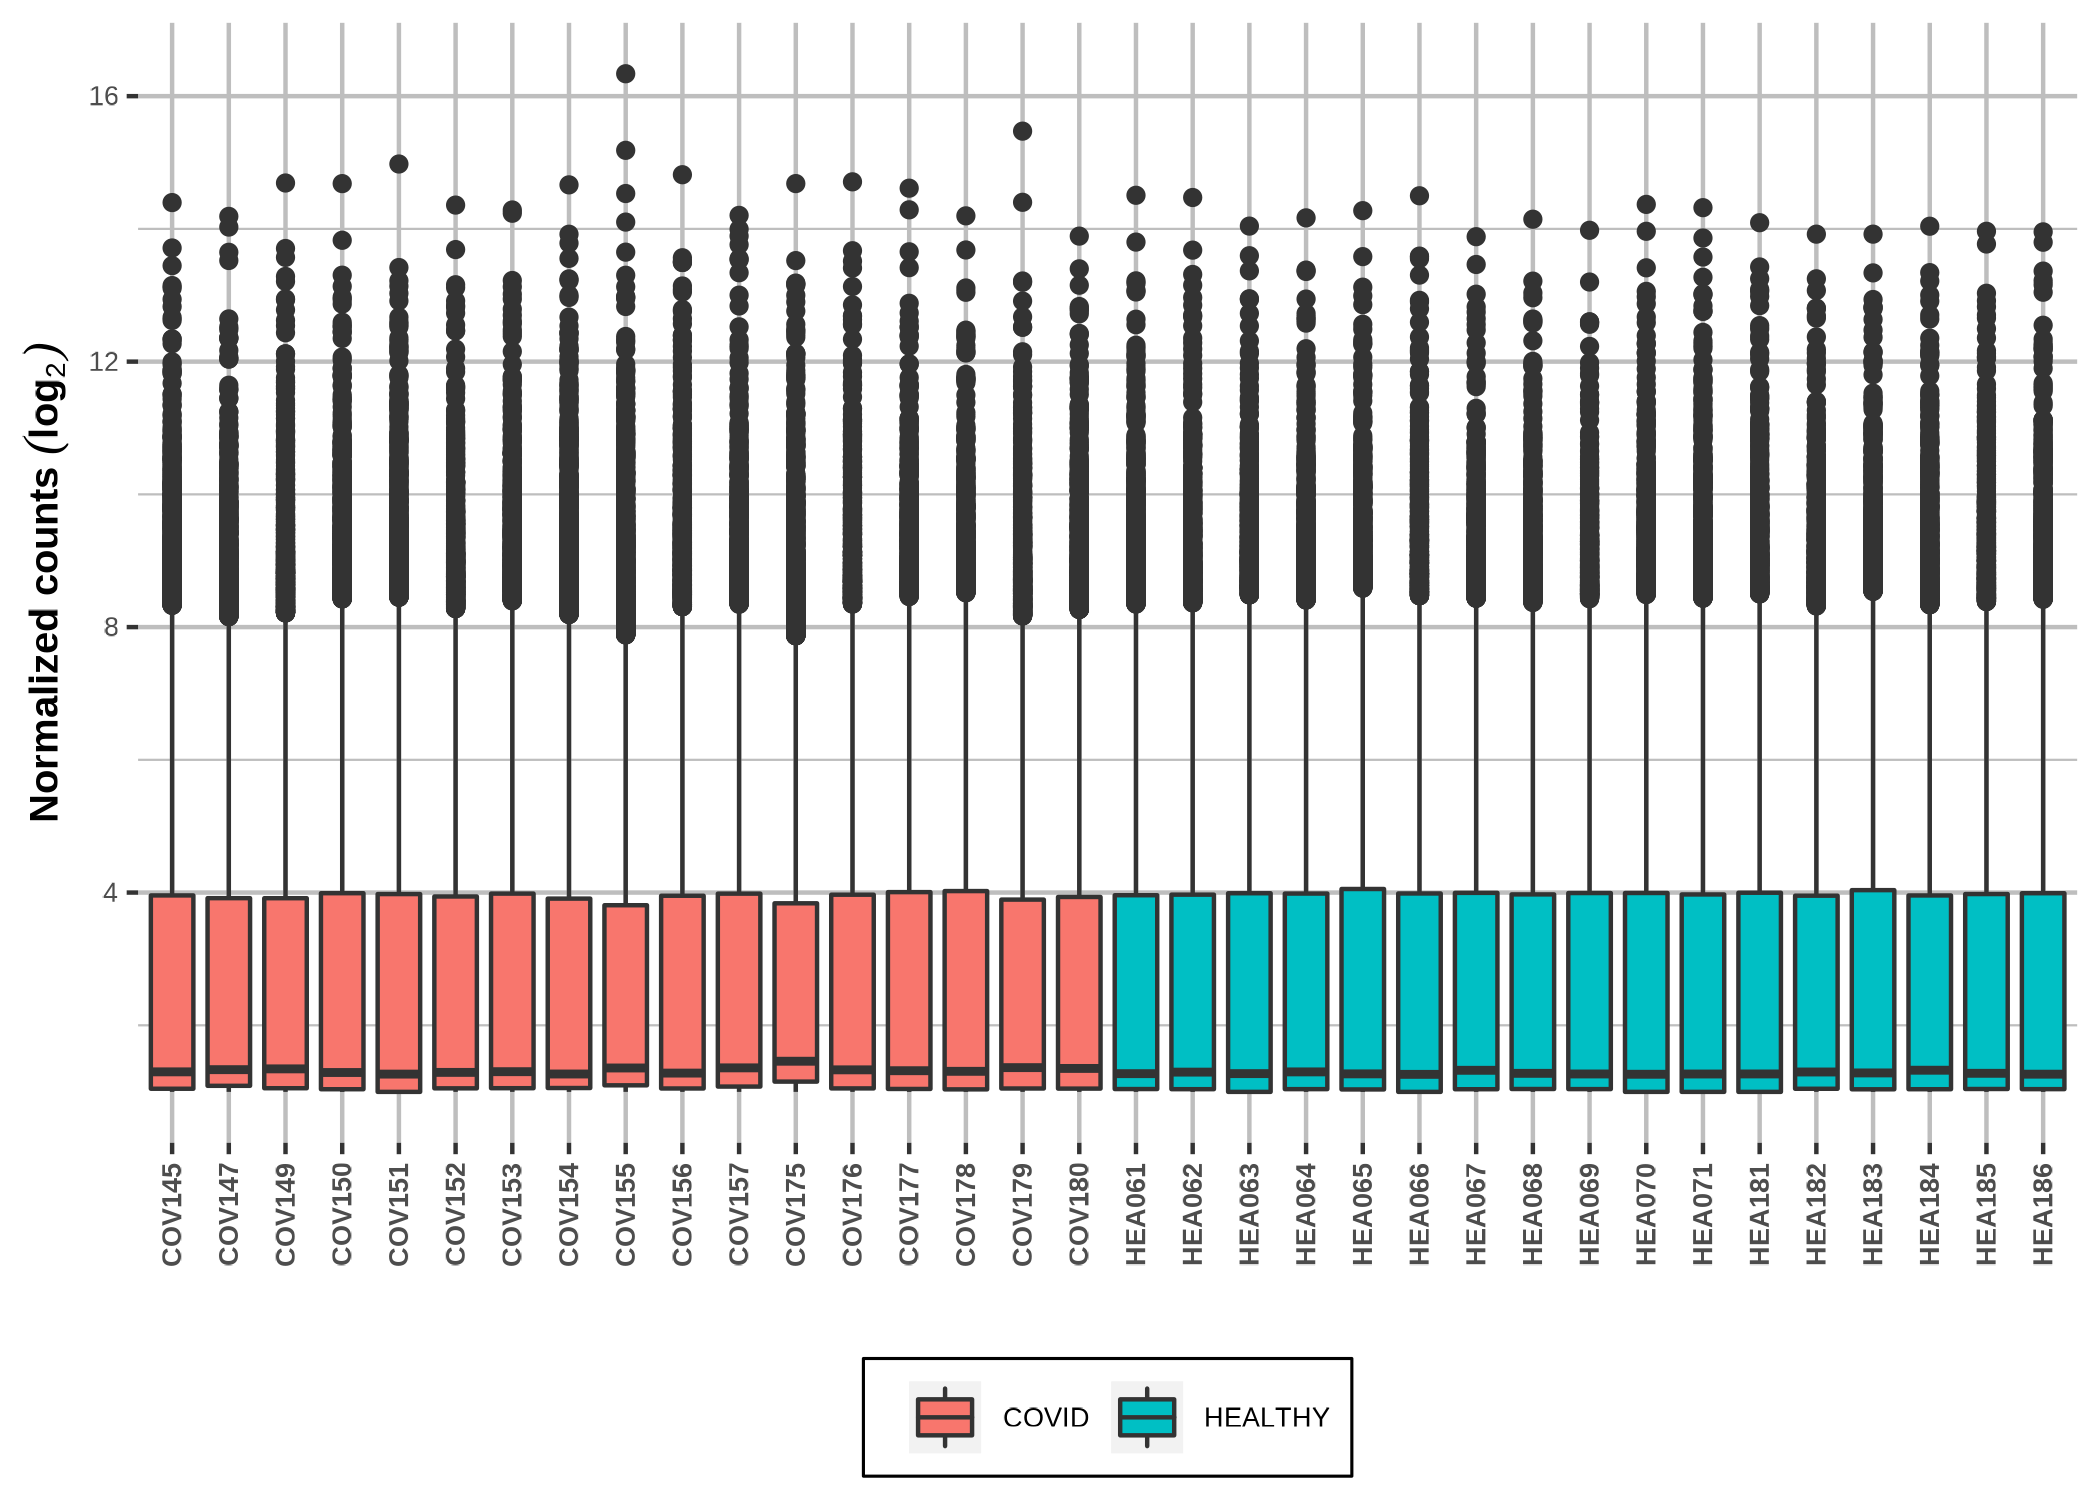 Normalized counts (log₂)
16
12
8
4
COV145
COV147
COV149
COV150
COV151
COV152
COV153
COV154
COV155
COV156
COV157
COV175
COV176
COV177
COV178
COV179
COV180
HEA061
HEA062
HEA063
HEA064
HEA065
HEA066
HEA067
HEA068
HEA069
HEA070
HEA071
HEA181
HEA182
HEA183
HEA184
HEA185
HEA186
COVID
HEALTHY